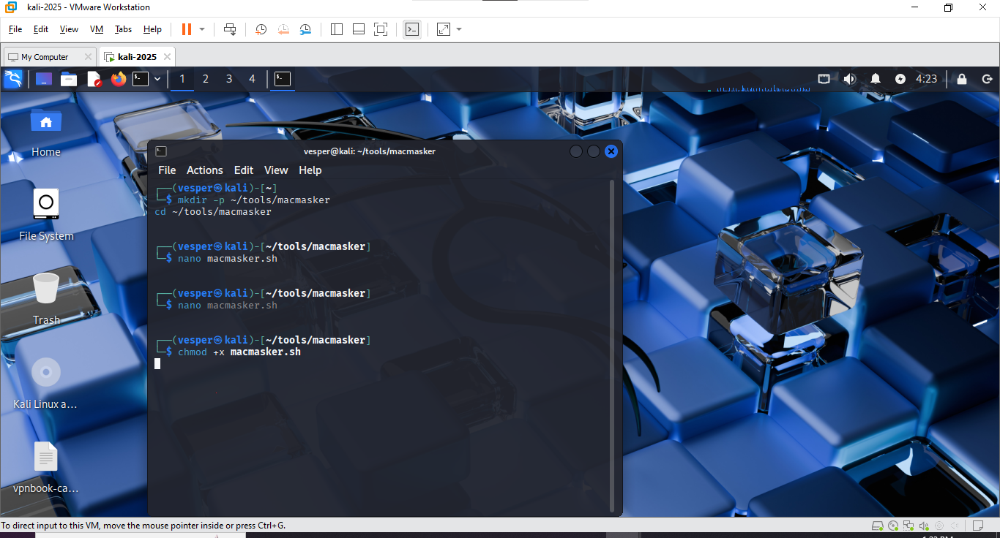 kali-2025 - VMware Workstation
File Edit View VM Tabs Help
My Computer kali-2025
1 2 3 4 4:23
Home
File System
Trash
Kali Linux a...
vpnbook-ca...
vesper@kali: ~/tools/macmasker
File Actions Edit View Help
┌──(vesper㉿kali)-[~]
└─$ mkdir -p ~/tools/macmasker
cd ~/tools/macmasker
┌──(vesper㉿kali)-[~/tools/macmasker]
└─$ nano macmasker.sh
┌──(vesper㉿kali)-[~/tools/macmasker]
└─$ nano macmasker.sh
┌──(vesper㉿kali)-[~/tools/macmasker]
└─$ chmod +x macmasker.sh
To direct input to this VM, move the mouse pointer inside or press Ctrl+G.